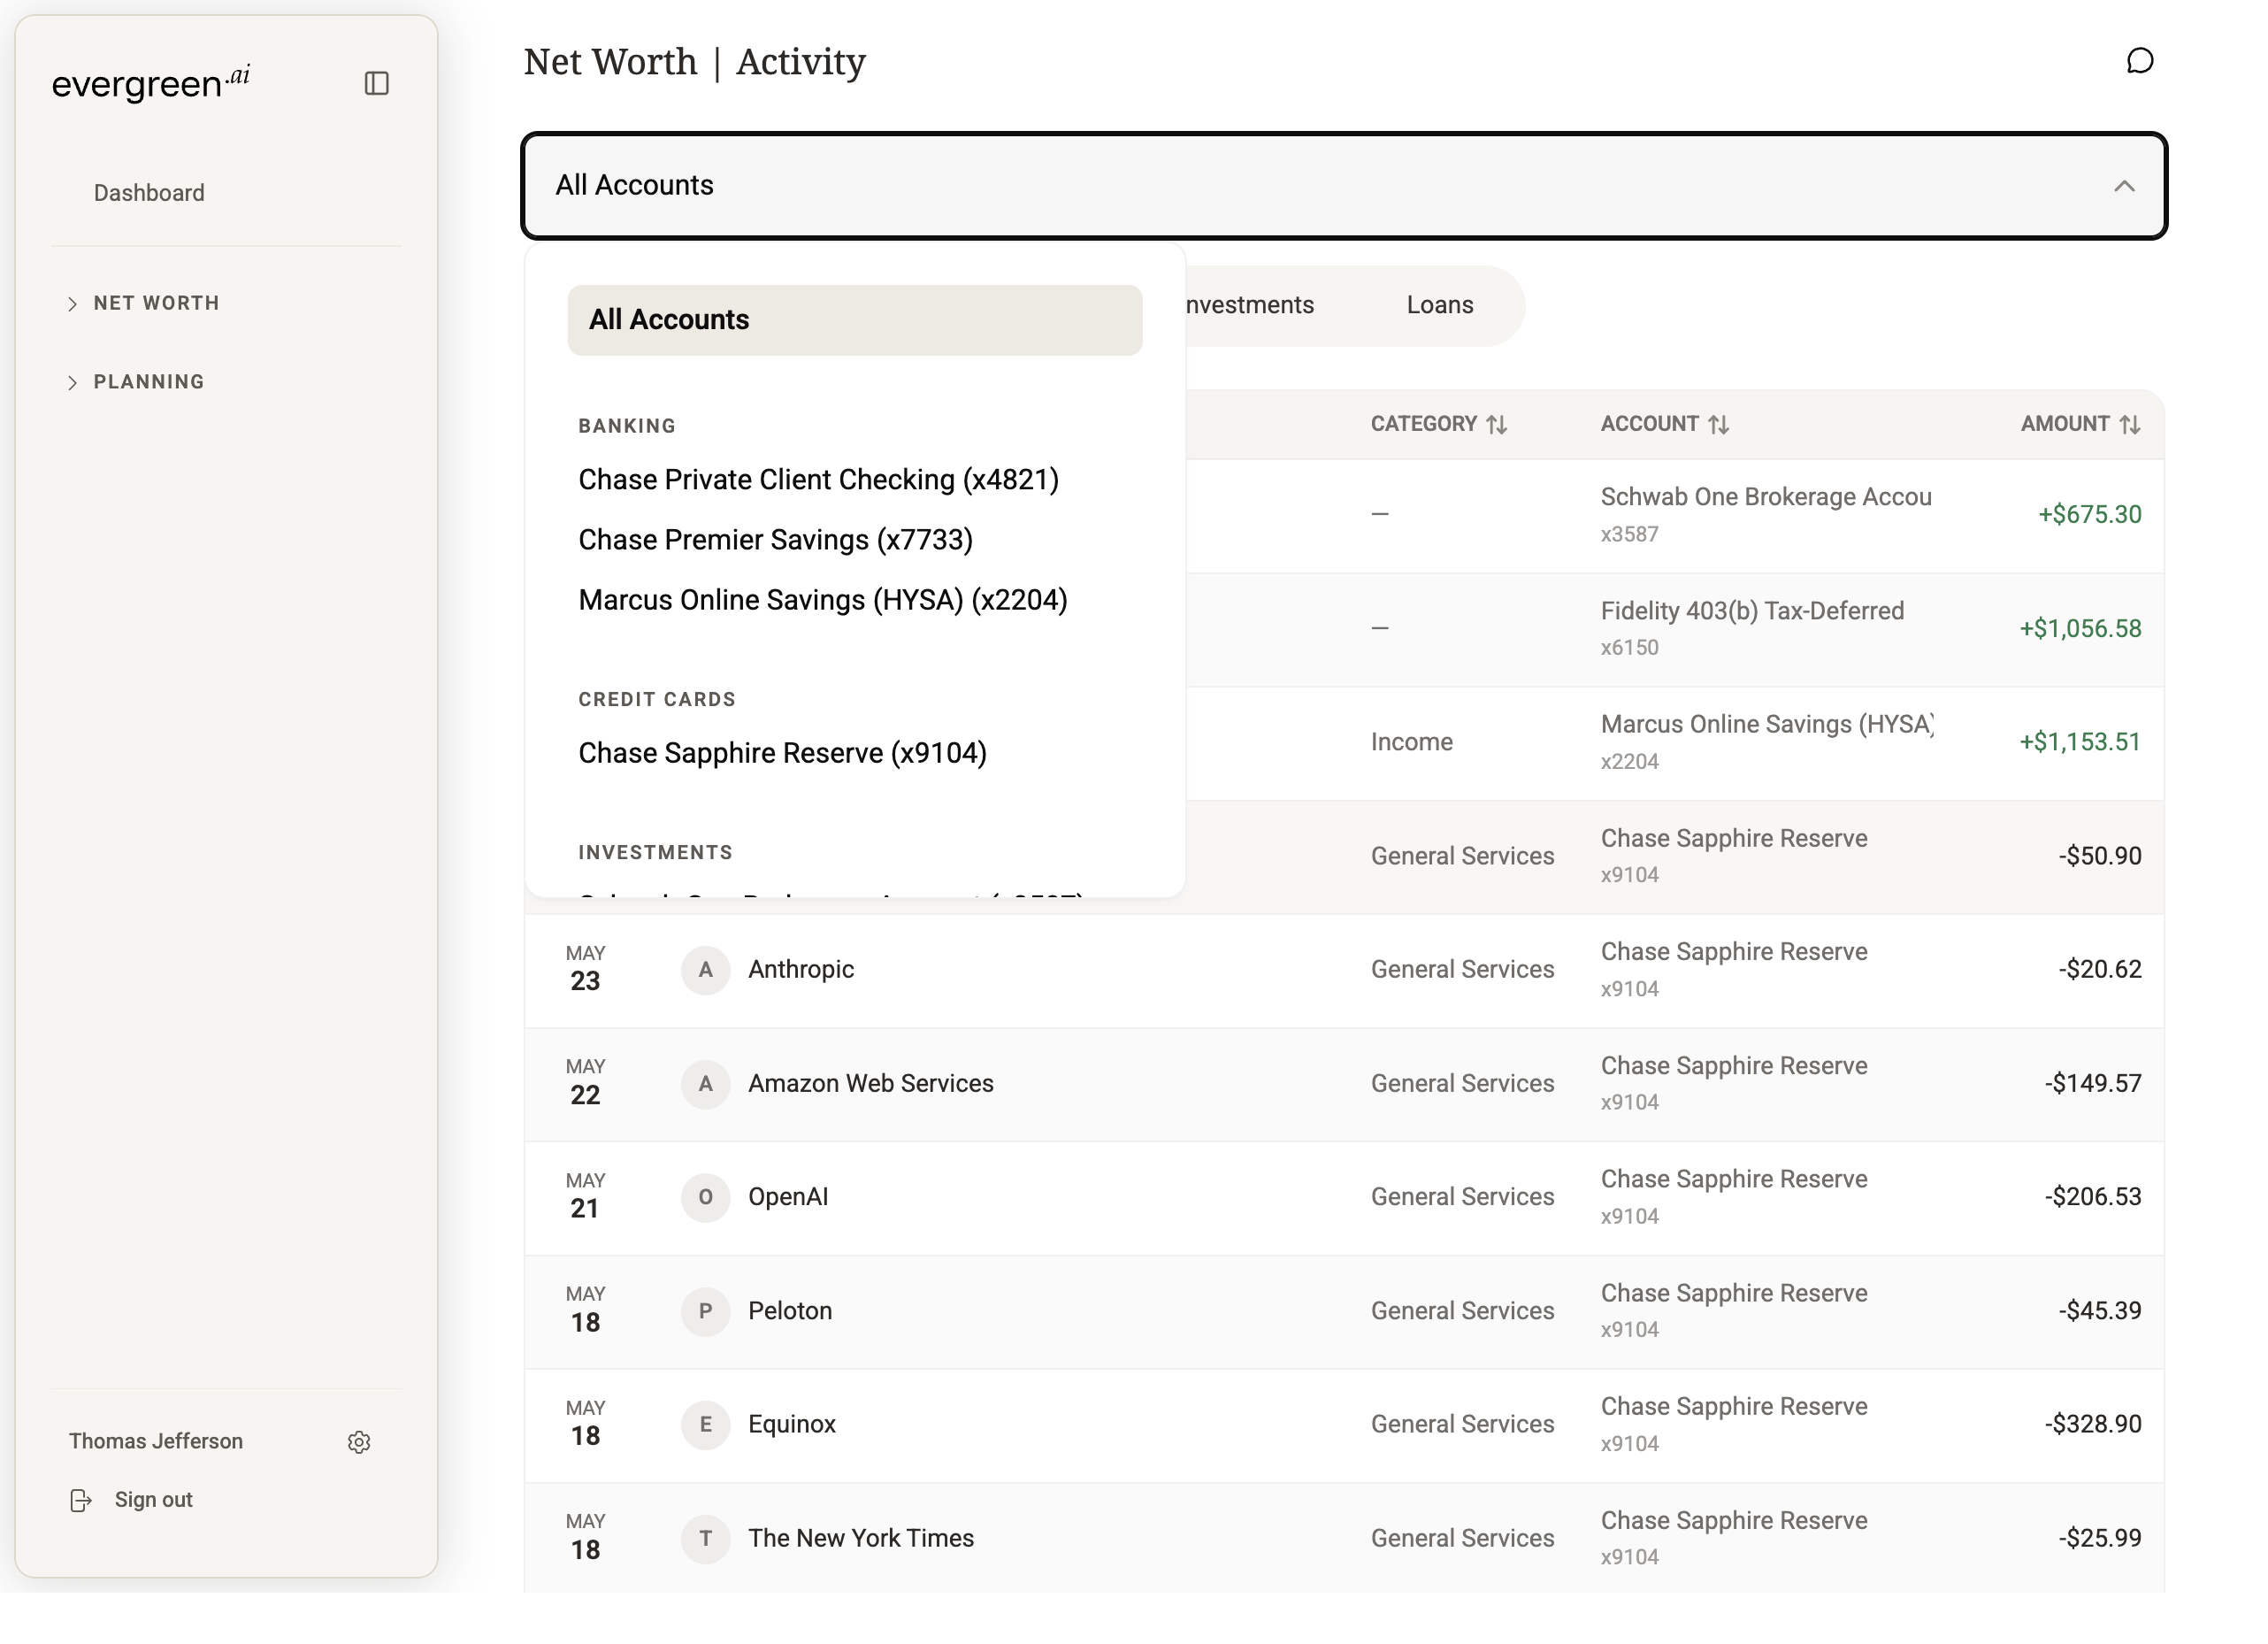 evergreen.ai
Dashboard
NET WORTH
PLANNING
Thomas Jefferson
Sign out
Net Worth | Activity
All Accounts
All Accounts
BANKING
Chase Private Client Checking (x4821)
Chase Premier Savings (x7733)
Marcus Online Savings (HYSA) (x2204)
CREDIT CARDS
Chase Sapphire Reserve (x9104)
INVESTMENTS
Loans
CATEGORY ACCOUNT AMOUNT
— Schwab One Brokerage Accou +$675.30
x3587
— Fidelity 403(b) Tax-Deferred +$1,056.58
x6150
Income Marcus Online Savings (HYSA) +$1,153.51
x2204
General Services Chase Sapphire Reserve -$50.90
x9104
MAY 23 A Anthropic General Services Chase Sapphire Reserve -$20.62
x9104
MAY 22 A Amazon Web Services General Services Chase Sapphire Reserve -$149.57
x9104
MAY 21 O OpenAI General Services Chase Sapphire Reserve -$206.53
x9104
MAY 18 P Peloton General Services Chase Sapphire Reserve -$45.39
x9104
MAY 18 E Equinox General Services Chase Sapphire Reserve -$328.90
x9104
MAY 18 T The New York Times General Services Chase Sapphire Reserve -$25.99
x9104